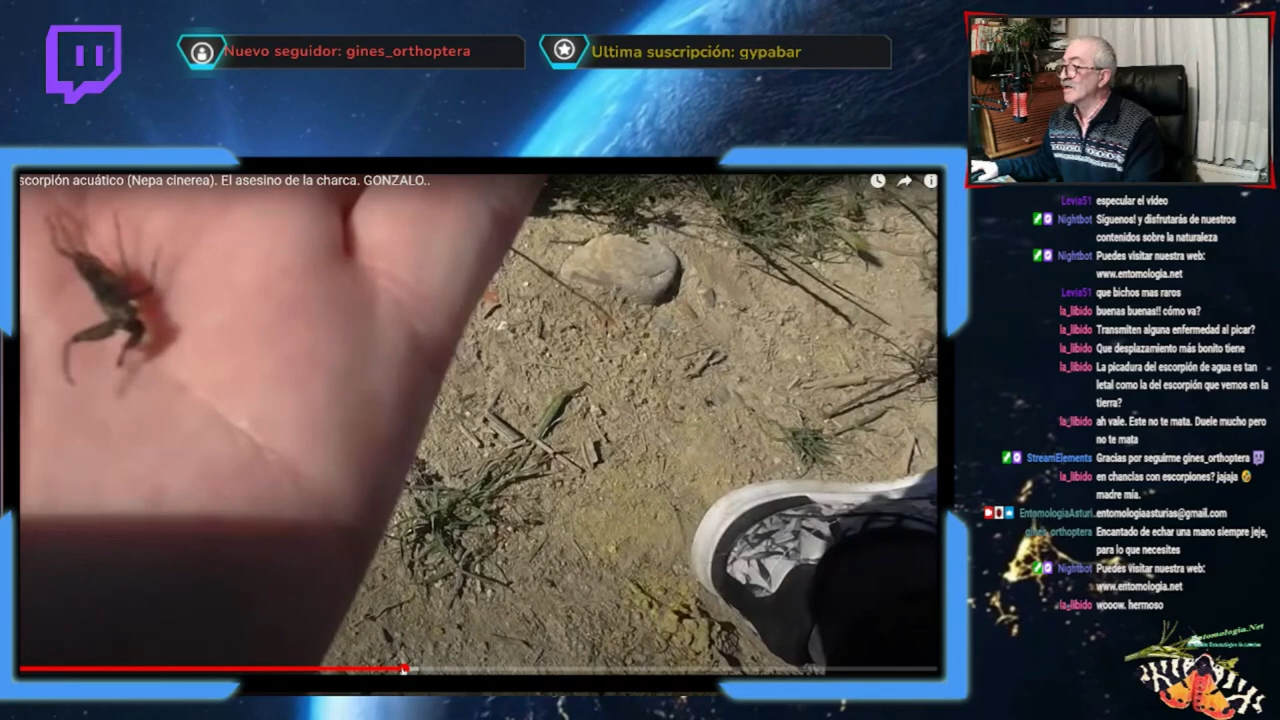 Nuevo seguidor: gines_orthoptera
Ultima suscripción: gypabar
scorpión acuático (Nepa cinerea). El asesino de la charca. GONZALO..
Levia51 especular el video
Nightbot Síguenos! y disfrutarás de nuestros
contenidos sobre la naturaleza
Nightbot Puedes visitar nuestra web:
www.entomologia.net
Levia51 que bichos mas raros
la_libido buenas buenas!! cómo va?
la_libido Transmiten alguna enfermedad al picar?
la_libido Que desplazamiento más bonito tiene
la_libido La picadura del escorpión de agua es tan
letal como la del escorpión que vemos en la
tierra?
la_libido ah vale. Este no te mata. Duele mucho pero
no te mata
StreamElements Gracias por seguirme gines_orthoptera
la_libido en chanclas con escorpiones? jajaja 🤣
madre mía.
EntomologiaAsturi.. entomologiaasturias@gmail.com
gines_orthoptera Encantado de echar una mano siempre jeje,
para lo que necesites
Nightbot Puedes visitar nuestra web:
www.entomologia.net
la_libido wooow. hermoso
Entomologia.Net